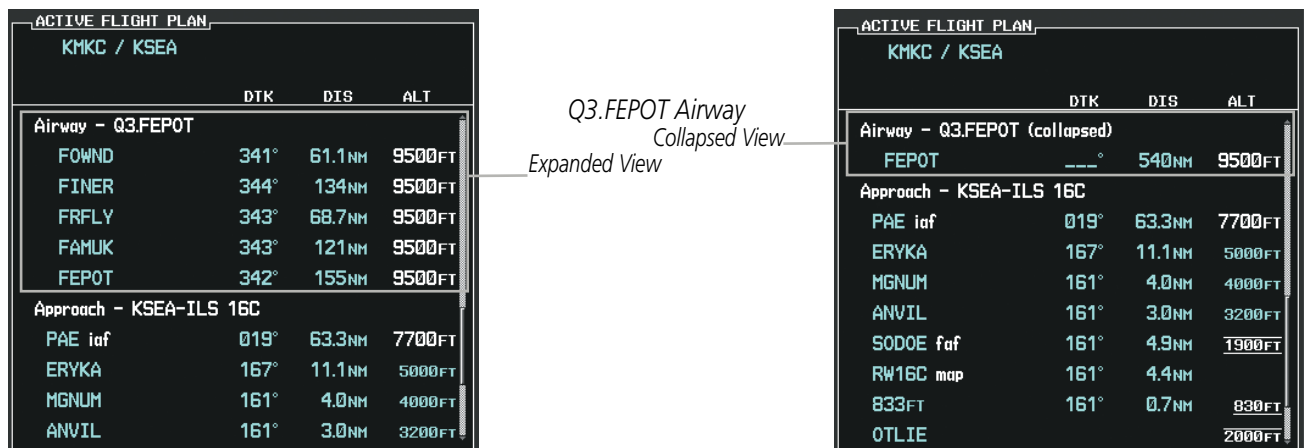 ACTIVE FLIGHT PLAN
KMKC / KSEA
DTK DIS ALT
Airway - Q3.FEPOT
FOWND 341° 61.1NM 9500FT
FINER 344° 134NM 9500FT
FRFLY 343° 68.7NM 9500FT
FAMUK 343° 121NM 9500FT
FEPOT 342° 155NM 9500FT
Approach - KSEA-ILS 16C
PAE iaf 019° 63.3NM 7700FT
ERYKA 167° 11.1NM 5000FT
MGNUM 161° 4.0NM 4000FT
ANVIL 161° 3.0NM 3200FT
Q3.FEPOT Airway
Collapsed View
Expanded View
ACTIVE FLIGHT PLAN
KMKC / KSEA
DTK DIS ALT
Airway - Q3.FEPOT (collapsed)
FEPOT ___° 540NM 9500FT
Approach - KSEA-ILS 16C
PAE iaf 019° 63.3NM 7700FT
ERYKA 167° 11.1NM 5000FT
MGNUM 161° 4.0NM 4000FT
ANVIL 161° 3.0NM 3200FT
SODOE faf 161° 4.9NM 1900FT
RW16C map 161° 4.4NM
833FT 161° 0.7NM 830FT
OTLIE 2000FT